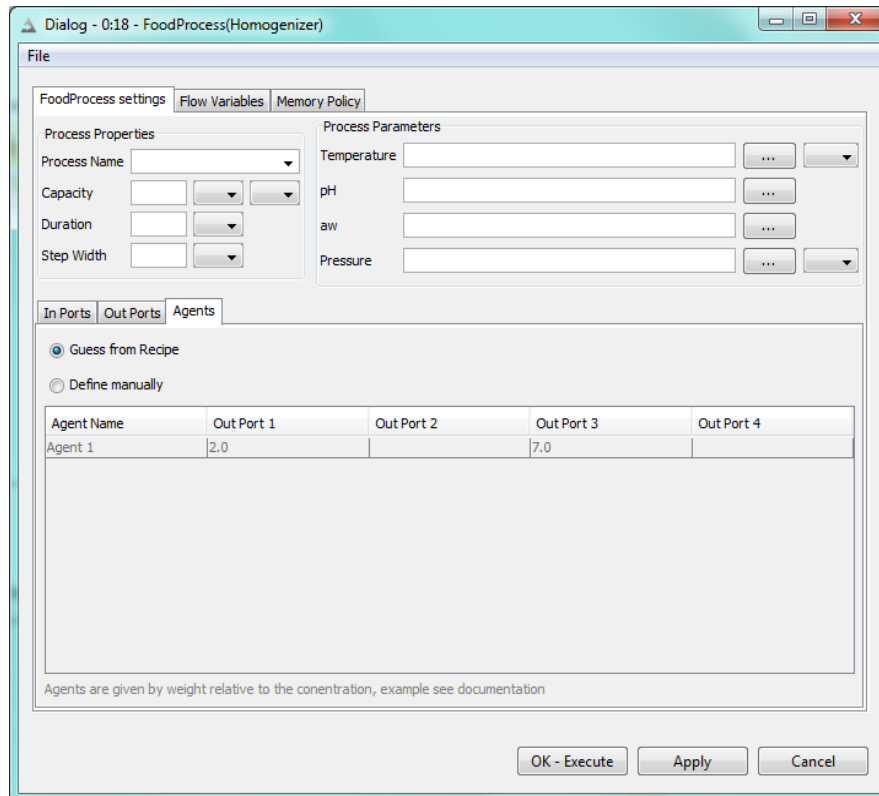 Dialog - 0:18 - FoodProcess(Homogenizer)
File
FoodProcess settings Flow Variables Memory Policy
Process Properties
Process Name
Capacity
Duration
Step Width
Process Parameters
Temperature ...
pH ...
aw ...
Pressure ...
In Ports Out Ports Agents
Guess from Recipe
Define manually
Agent Name Out Port 1 Out Port 2 Out Port 3 Out Port 4
Agent 1 2.0 7.0
Agents are given by weight relative to the conentration, example see documentation
OK - Execute Apply Cancel